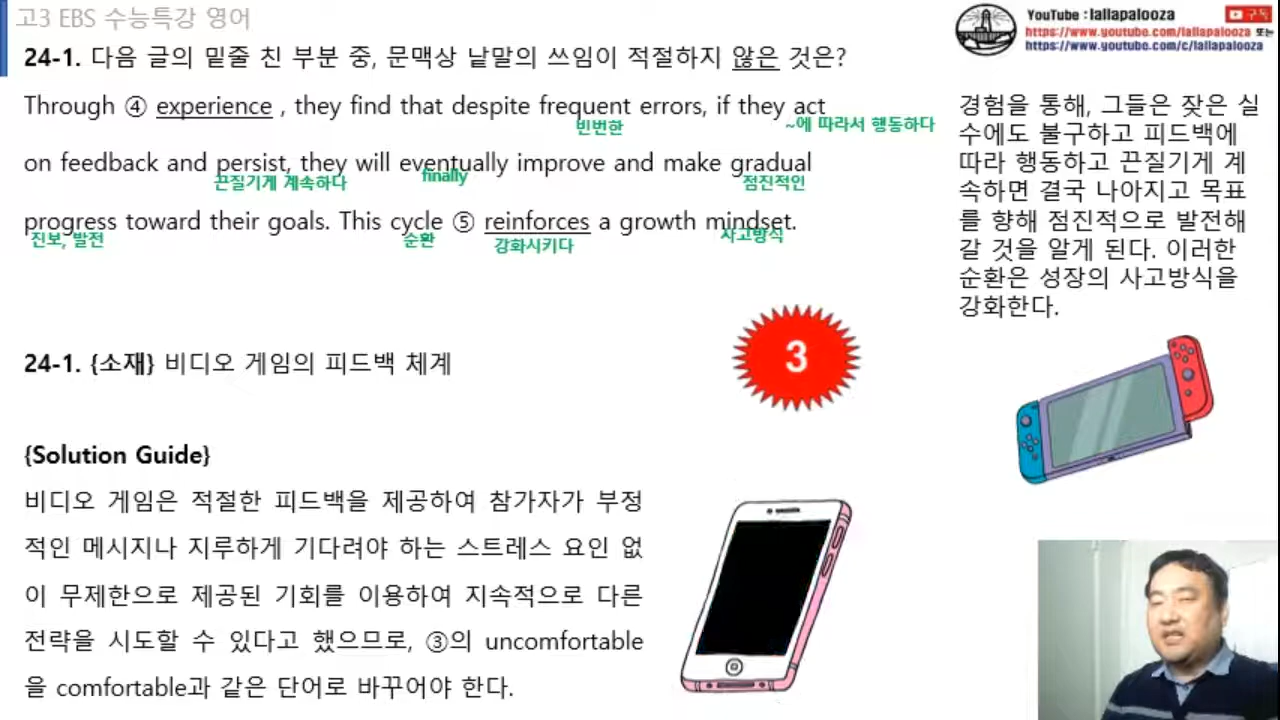 고3 EBS 수능특강 영어
YouTube : lallapalooza
구독
https://www.youtube.com/lallapalooza 또는
https://www.youtube.com/c/lallapalooza
24-1. 다음 글의 밑줄 친 부분 중, 문맥상 낱말의 쓰임이 적절하지 않은 것은?
Through ④ experience , they find that despite frequent errors, if they act
빈번한
~에 따라서 행동하다
on feedback and persist, they will eventually improve and make gradual
끈질기게 계속하다
finally
점진적인
progress toward their goals. This cycle ⑤ reinforces a growth mindset.
진보, 발전
순환
강화시키다
사고방식
경험을 통해, 그들은 잦은 실
수에도 불구하고 피드백에
따라 행동하고 끈질기게 계
속하면 결국 나아지고 목표
를 향해 점진적으로 발전해
갈 것을 알게 된다. 이러한
순환은 성장의 사고방식을
강화한다.
24-1. {소재} 비디오 게임의 피드백 체계
3
{Solution Guide}
비디오 게임은 적절한 피드백을 제공하여 참가자가 부정
적인 메시지나 지루하게 기다려야 하는 스트레스 요인 없
이 무제한으로 제공된 기회를 이용하여 지속적으로 다른
전략을 시도할 수 있다고 했으므로, ③의 uncomfortable
을 comfortable과 같은 단어로 바꾸어야 한다.